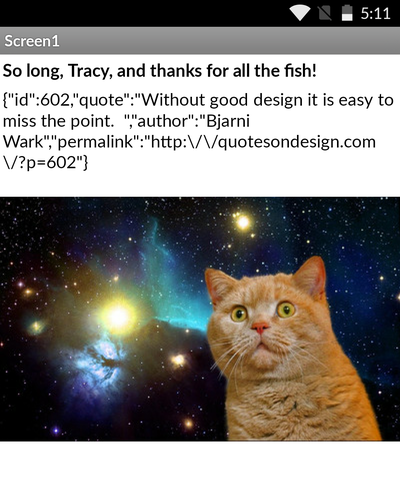 5:11
Screen1
So long, Tracy, and thanks for all the fish!
{"id":602,"quote":"Without good design it is easy to
miss the point.  ","author":"Bjarni
Wark","permalink":"http:\/\/quotesondesign.com
\/?p=602"}